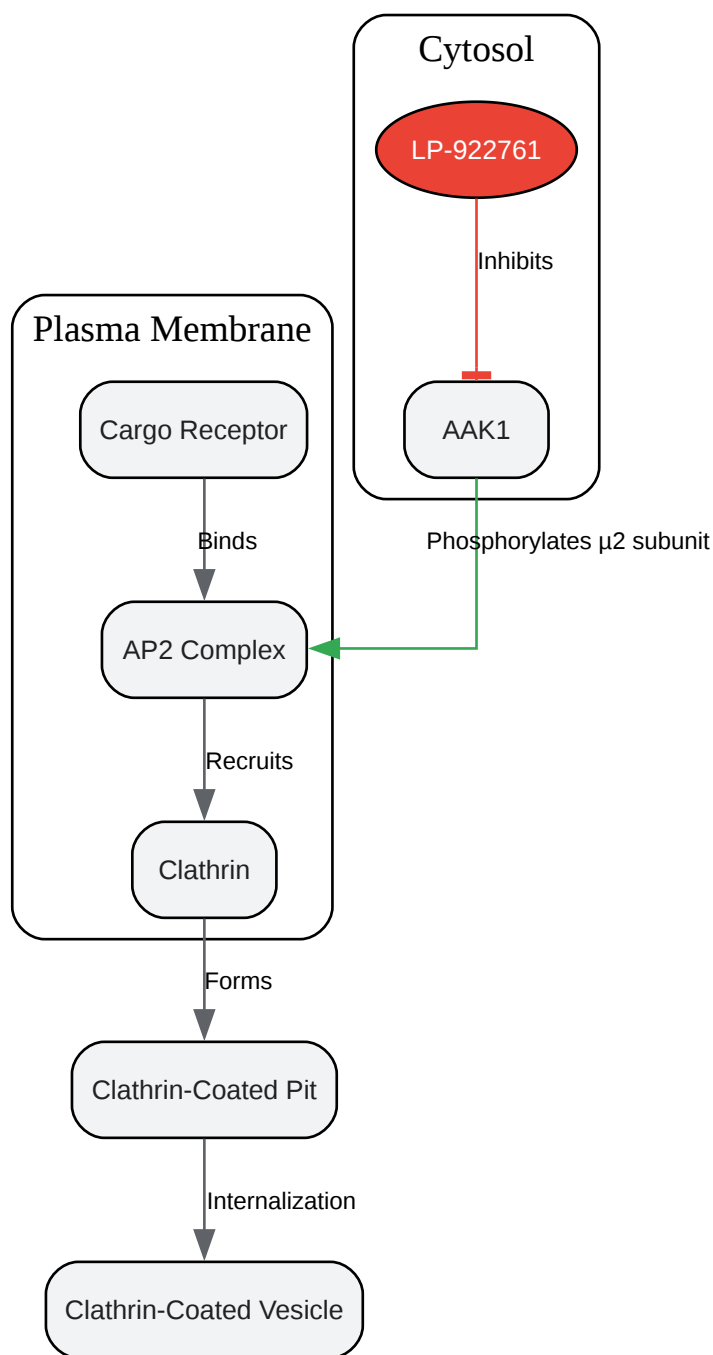 Cytosol
LP-922761
Inhibits
Plasma Membrane
Cargo Receptor
AAK1
Binds
Phosphorylates µ2 subunit
AP2 Complex
Recruits
Clathrin
Forms
Clathrin-Coated Pit
Internalization
Clathrin-Coated Vesicle